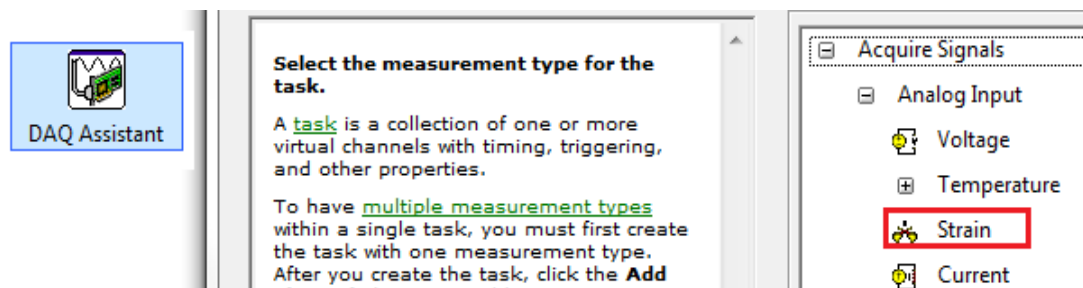 DAQ Assistant
Select the measurement type for the
task.
A task is a collection of one or more
virtual channels with timing, triggering,
and other properties.
To have multiple measurement types
within a single task, you must first create
the task with one measurement type.
After you create the task, click the Add
Acquire Signals
Analog Input
Voltage
Temperature
Strain
Current